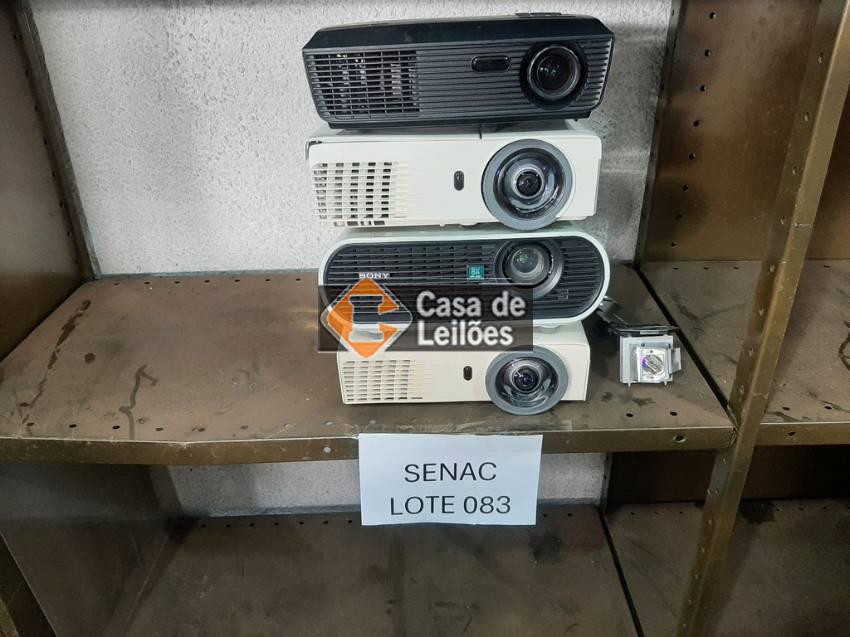 SONY
Casa de
Leilões
SENAC
LOTE 083